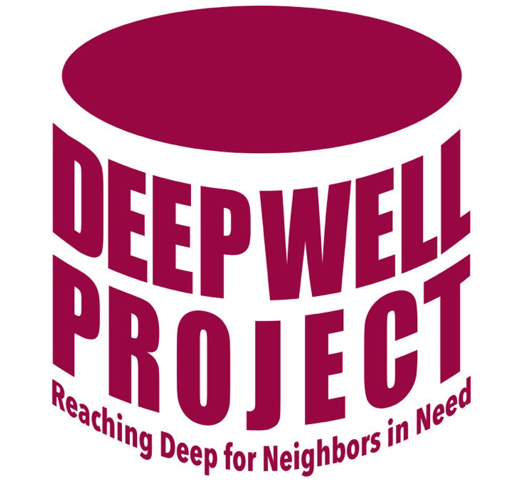 DEEPWELL
PROJECT
Reaching Deep for Neighbors in Need